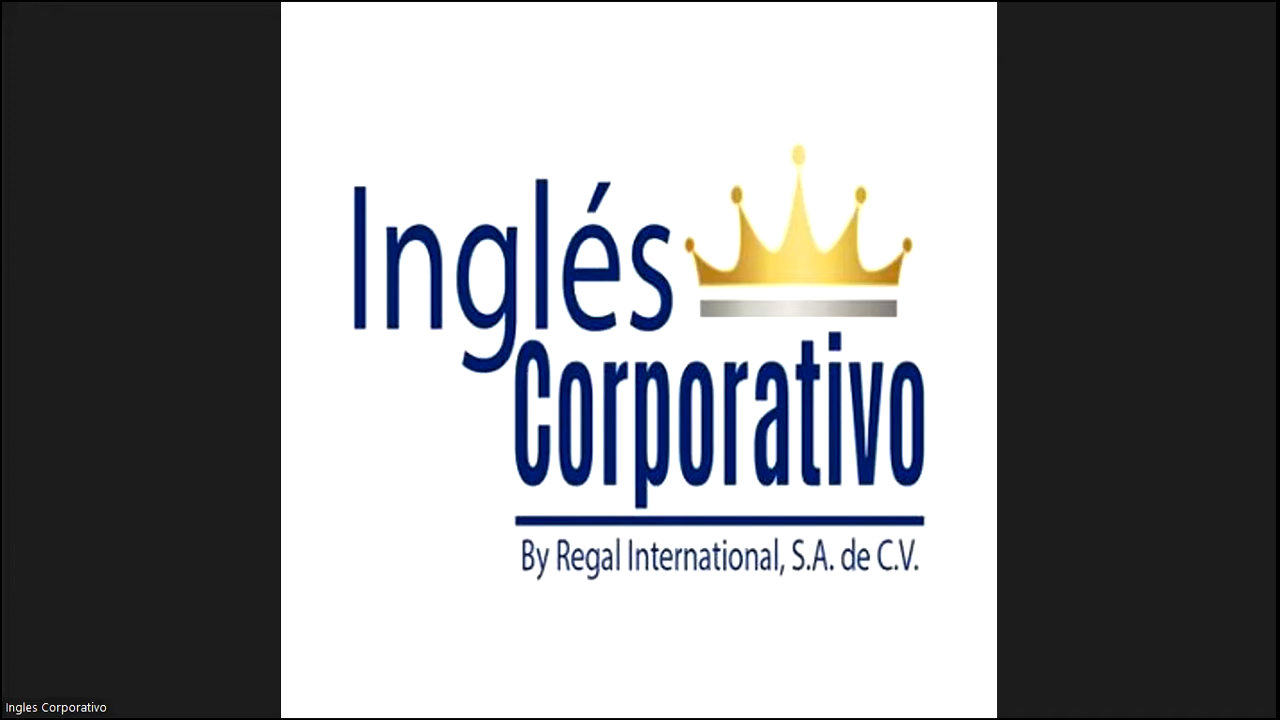 Inglés
Corporativo
By Regal International, S.A. de C.V.
Ingles Corporativo